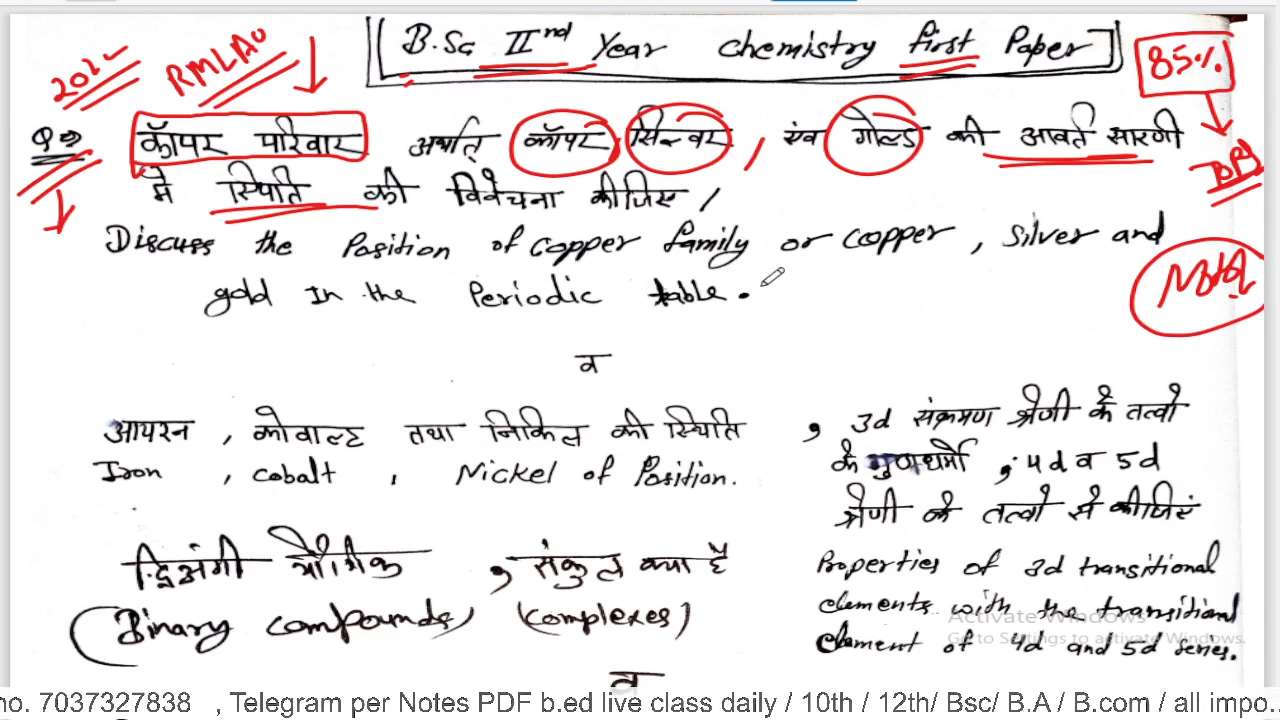 B.Sc IInd Year chemistry first Paper
2022 RMLAU
85%
Q⇒ कॉपर परिवार अर्थात् कॉपर, सिल्वर, एंव गोल्ड की आवर्त सारणी
मे स्थिति की विवेचना कीजिए /
Discuss the Position of copper family or copper, Silver and
gold In the Periodic table.
व
आयरन , कोवाल्ट तथा निकिल की स्थिति
Iron , cobalt , Nickel of Position.
, 3d संक्रमण श्रेणी के तत्वो
के गुणधर्मो , 4d व 5d
श्रेणी के तत्वो से कीजिएं
Properties of 3d transitional
elements with the transitional
element of 4d and 5d series.
द्विअंगी यौगिक , संकुल क्या है
(Binary compounds) (complexes)
व
Activate Windows
Go to Settings to activate Windows.
no. 7037327838 , Telegram per Notes PDF b.ed live class daily / 10th / 12th/ Bsc/ B.A / B.com / all impo..